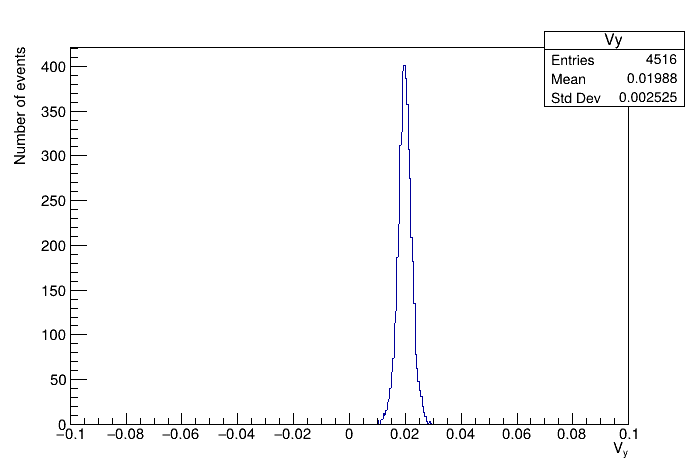 Vy
Entries 4516
Mean 0.01988
Std Dev 0.002525
Number of events
400
350
300
250
200
150
100
50
0
−0.1 −0.08 −0.06 −0.04 −0.02 0 0.02 0.04 0.06 0.08 0.1
Vy